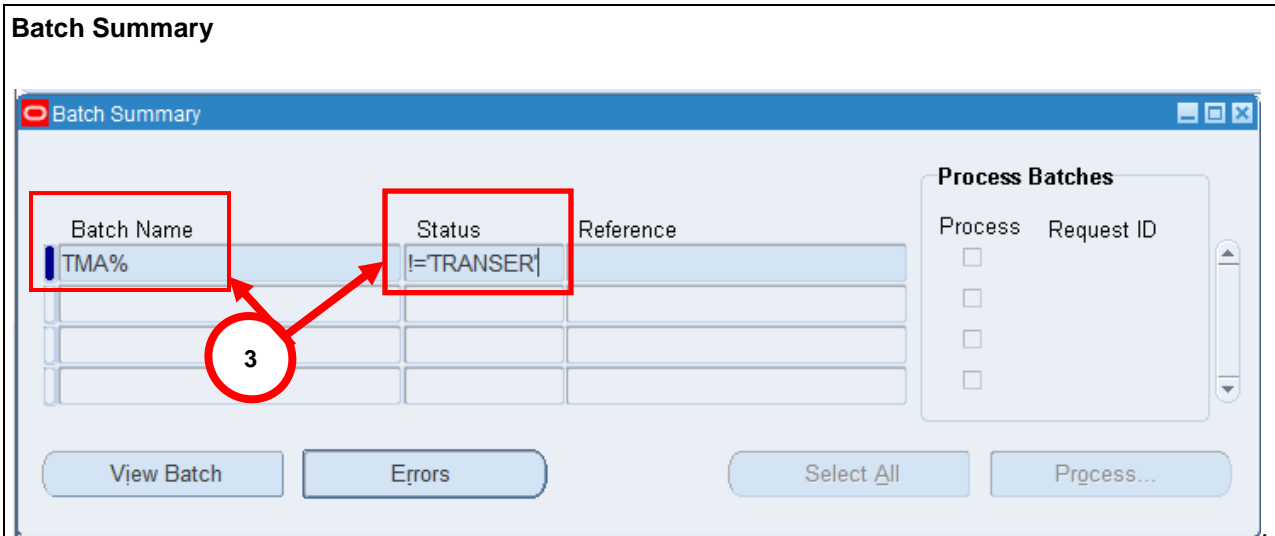 Batch Summary
Batch Summary
Process Batches
Batch Name Status Reference Process Request ID
TMA% !='TRANSER'
3
View Batch Errors Select All Process...
.